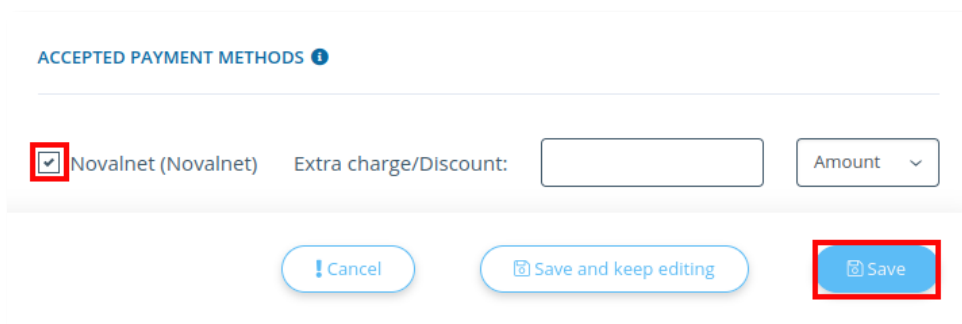 ACCEPTED PAYMENT METHODS
Novalnet (Novalnet) Extra charge/Discount: Amount
! Cancel Save and keep editing Save